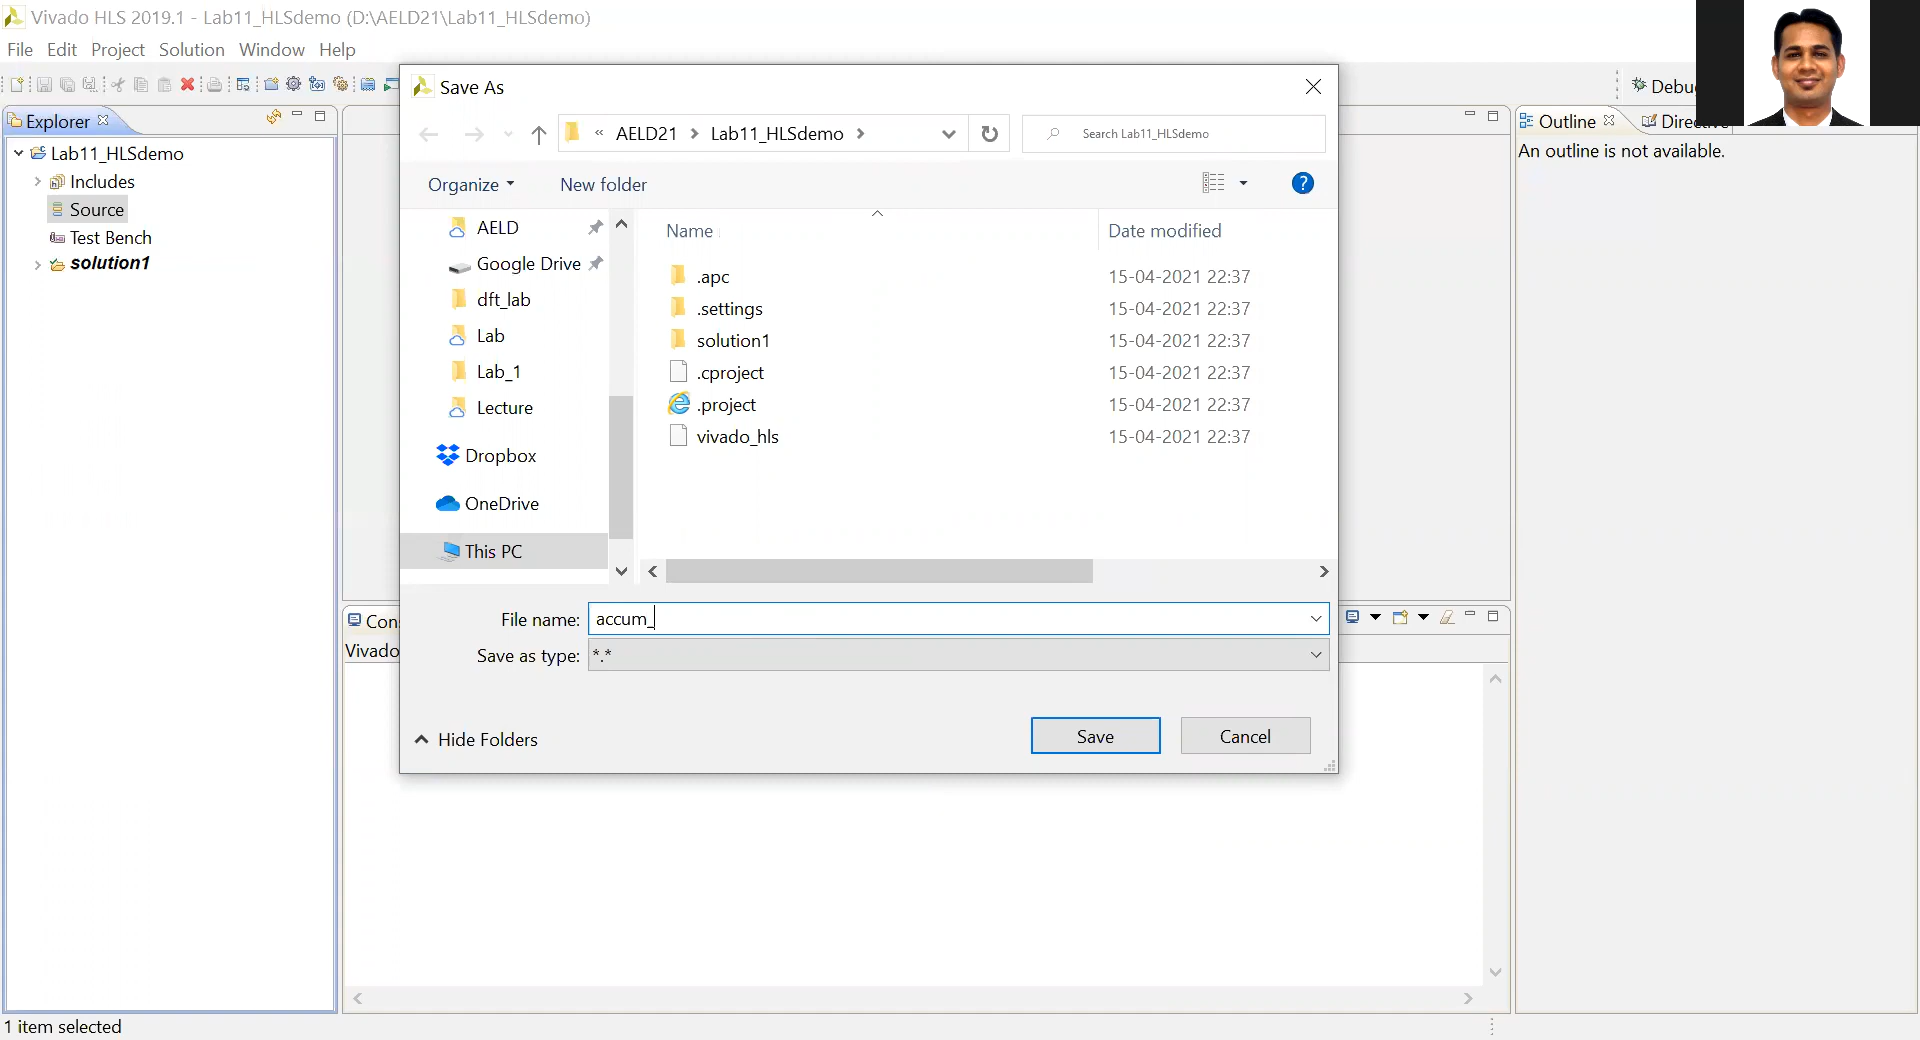 Vivado HLS 2019.1 - Lab11_HLSdemo (D:\AELD21\Lab11_HLSdemo)
File Edit Project Solution Window Help
Debug
Explorer
Lab11_HLSdemo
Includes
Source
Test Bench
solution1
Save As
« AELD21 > Lab11_HLSdemo >
Search Lab11_HLSdemo
Organize
New folder
AELD
Google Drive
dft_lab
Lab
Lab_1
Lecture
Dropbox
OneDrive
This PC
Name Date modified
.apc 15-04-2021 22:37
.settings 15-04-2021 22:37
solution1 15-04-2021 22:37
.cproject 15-04-2021 22:37
.project 15-04-2021 22:37
vivado_hls 15-04-2021 22:37
File name: accum_
Save as type: *.*
Hide Folders
Save
Cancel
Outline
Directive
An outline is not available.
Con
Vivado
1 item selected